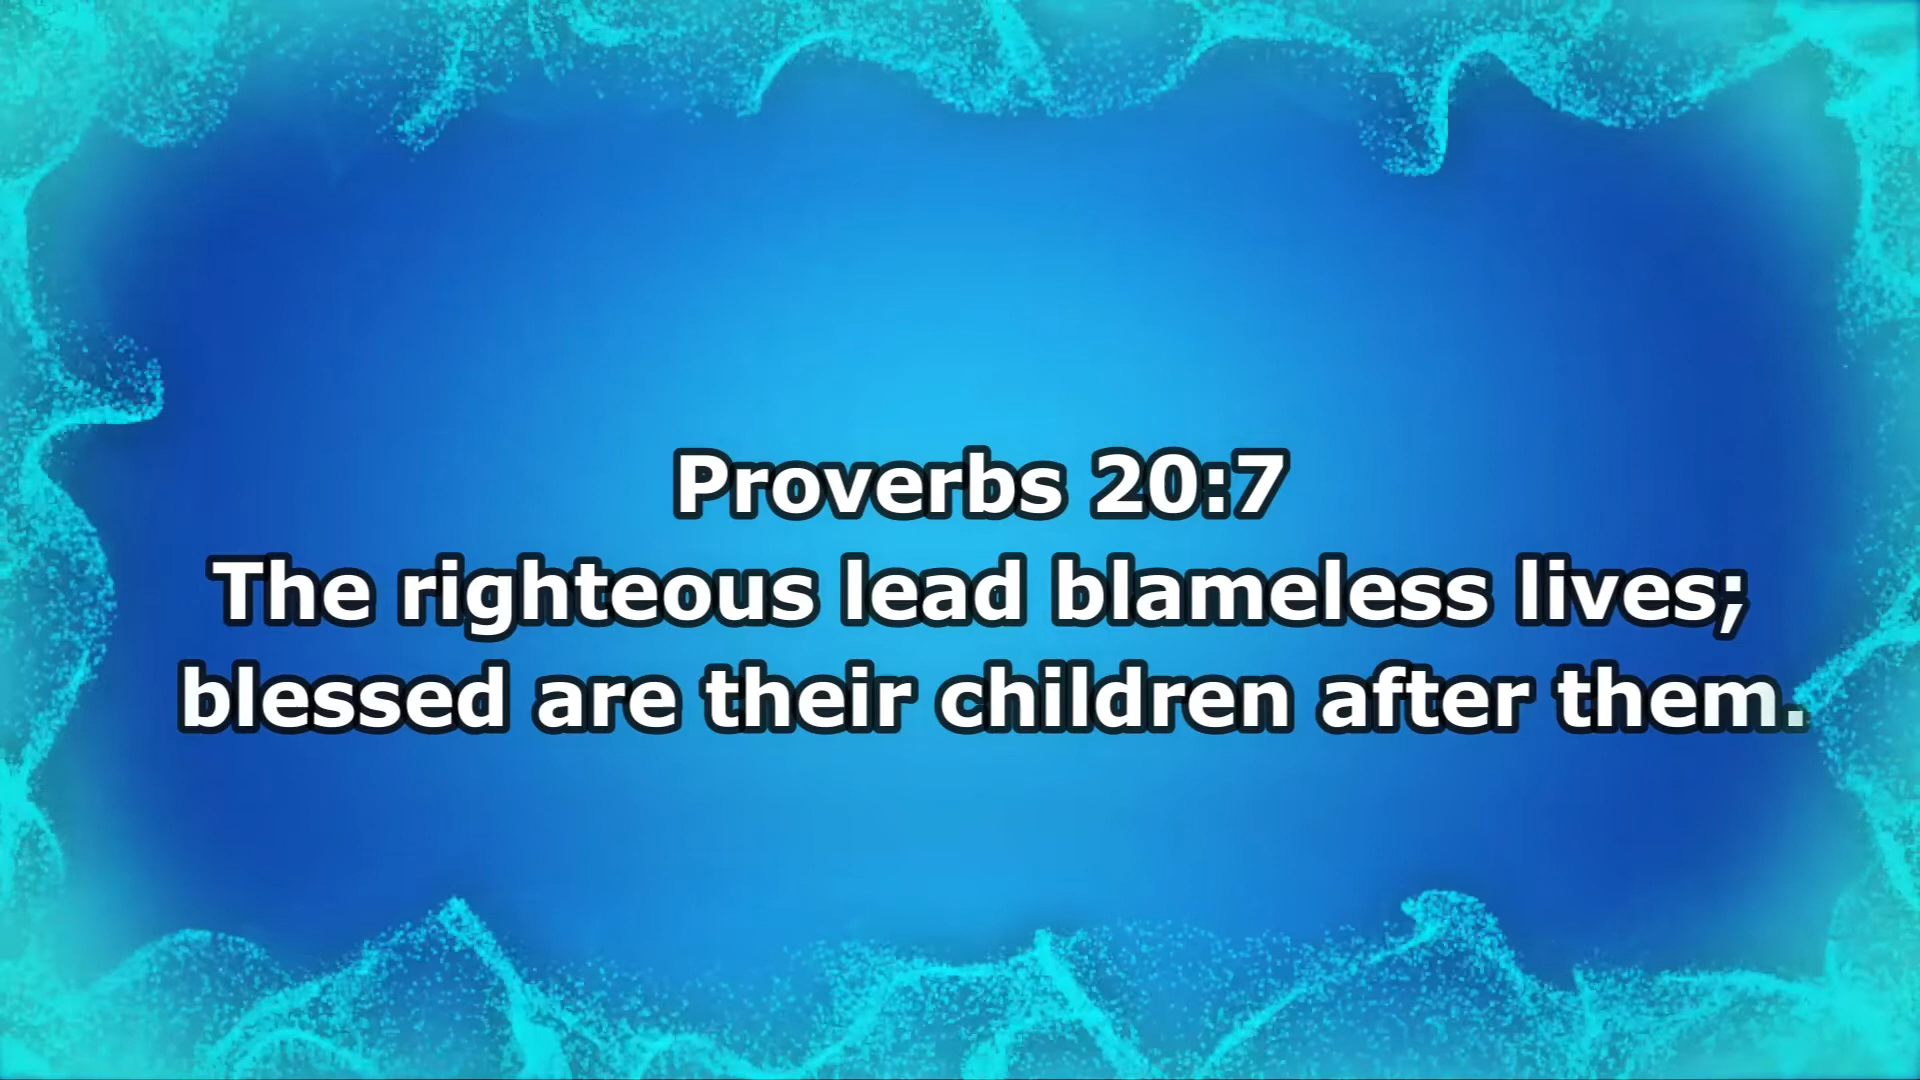 Proverbs 20:7
The righteous lead blameless lives;
blessed are their children after them.